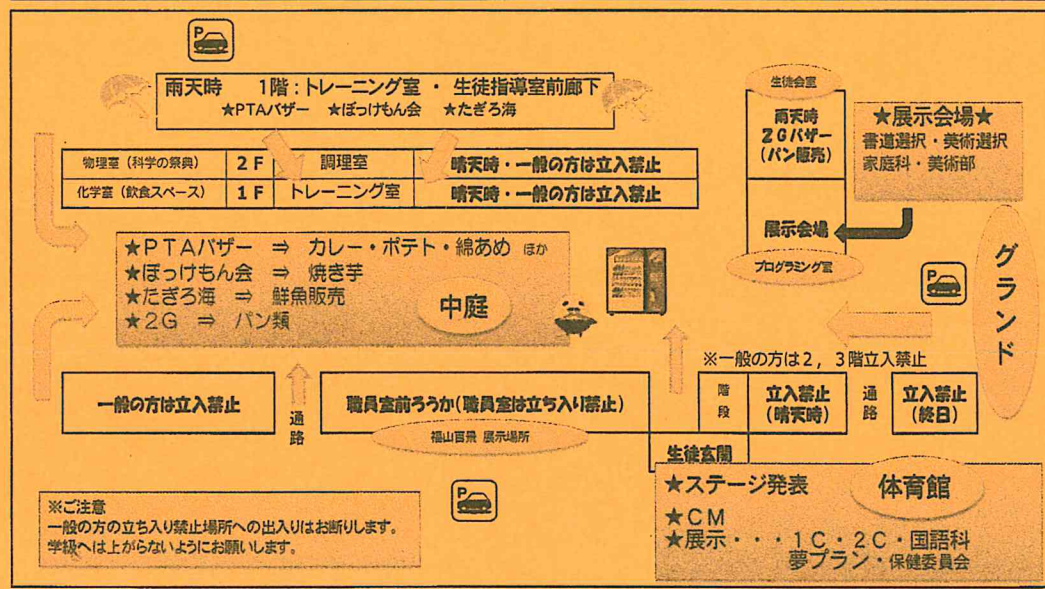 P
雨天時　1階：トレーニング室 ・ 生徒指導室前廊下
★PTAバザー ★ぼっけもん会 ★たぎろ海
生徒会室
雨天時
2Gバザー
(パン販売)
★展示会場★
書道選択・美術選択
家庭科・美術部
物理室（科学の祭典） 2F 調理室 晴天時・一般の方は立入禁止
化学室（飲食スペース） 1F トレーニング室 晴天時・一般の方は立入禁止
展示会場
プログラミング室
★PTAバザー ⇒ カレー・ポテト・綿あめ ほか
★ぼっけもん会 ⇒ 焼き芋
★たぎろ海 ⇒ 鮮魚販売
★2G ⇒ パン類
中庭
P
グランド
※一般の方は2，3階立入禁止
一般の方は立入禁止
通路
職員室前ろうか(職員室は立ち入り禁止)
福山百景 展示場所
階段
立入禁止
(晴天時)
通路
立入禁止
(終日)
生徒玄関
★ステージ発表
体育館
★CM
★展示・・・1C・2C・国語科
夢プラン・保健委員会
P
※ご注意
一般の方の立ち入り禁止場所への出入りはお断りします。
学級へは上がらないようにお願いします。